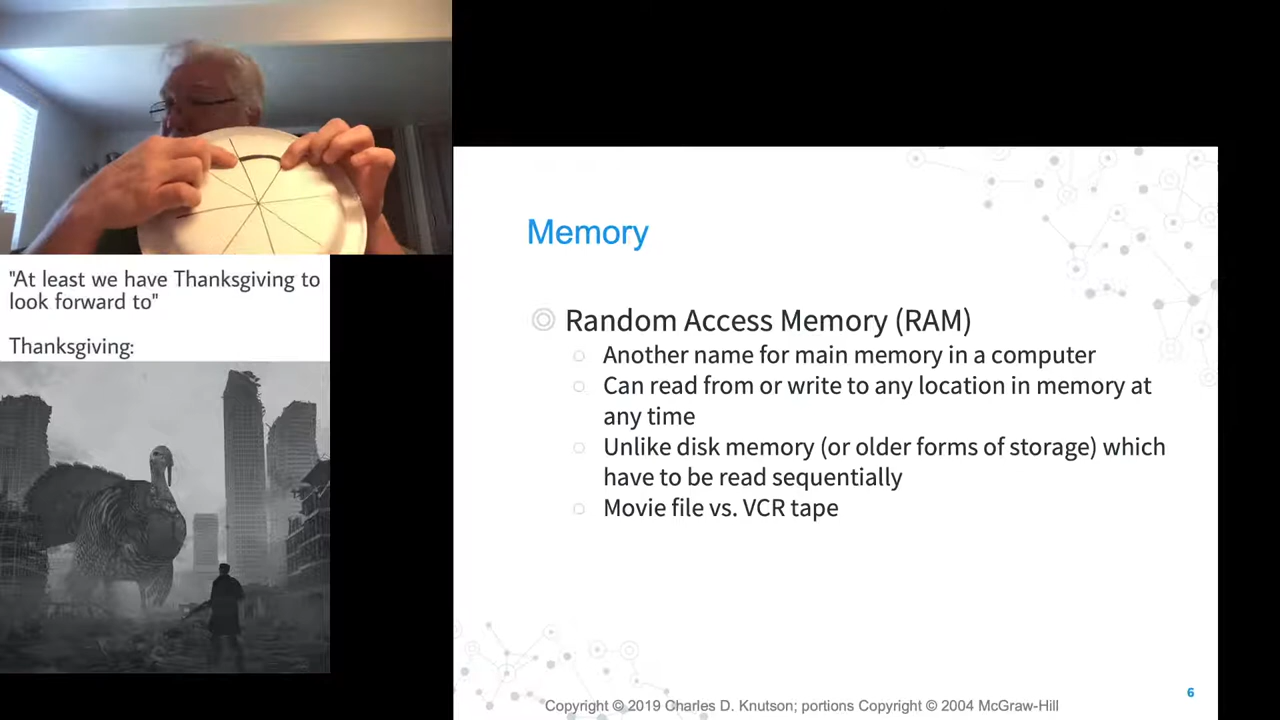 "At least we have Thanksgiving to
look forward to"
Thanksgiving:
Memory
Random Access Memory (RAM)
Another name for main memory in a computer
Can read from or write to any location in memory at
any time
Unlike disk memory (or older forms of storage) which
have to be read sequentially
Movie file vs. VCR tape
Copyright © 2019 Charles D. Knutson; portions Copyright © 2004 McGraw-Hill
6